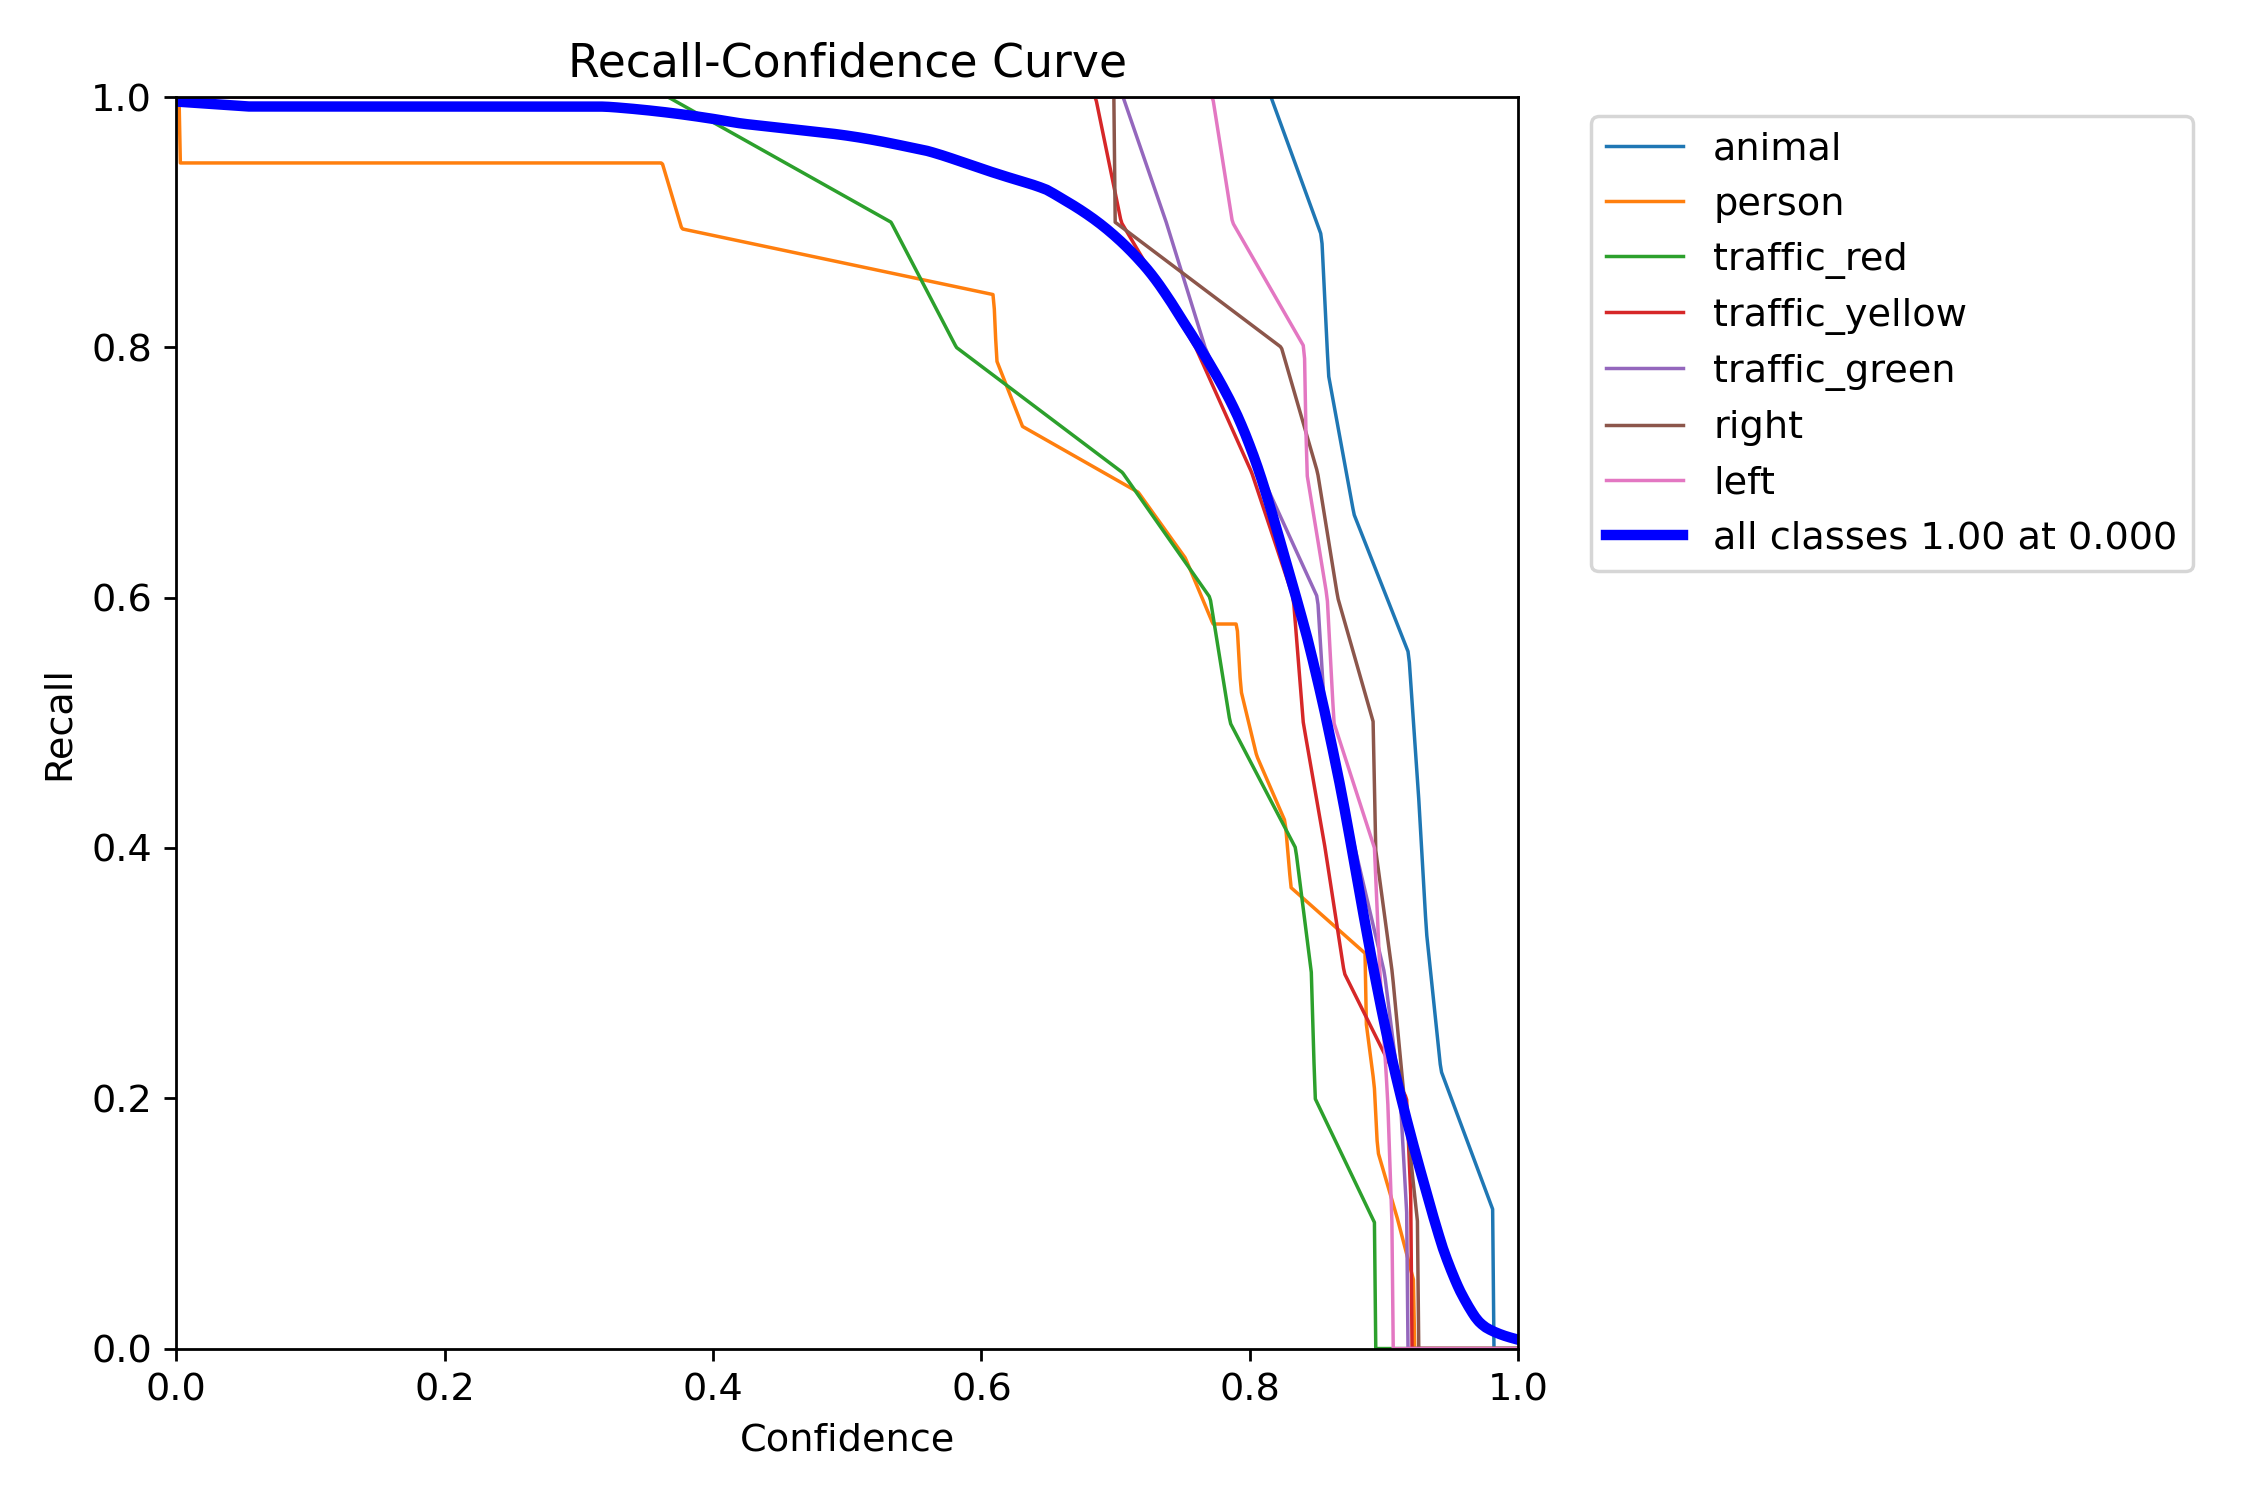 Recall-Confidence Curve
1.0
0.8
0.6
0.4
0.2
0.0
Recall
0.0 0.2 0.4 0.6 0.8 1.0
Confidence
animal
person
traffic_red
traffic_yellow
traffic_green
right
left
all classes 1.00 at 0.000